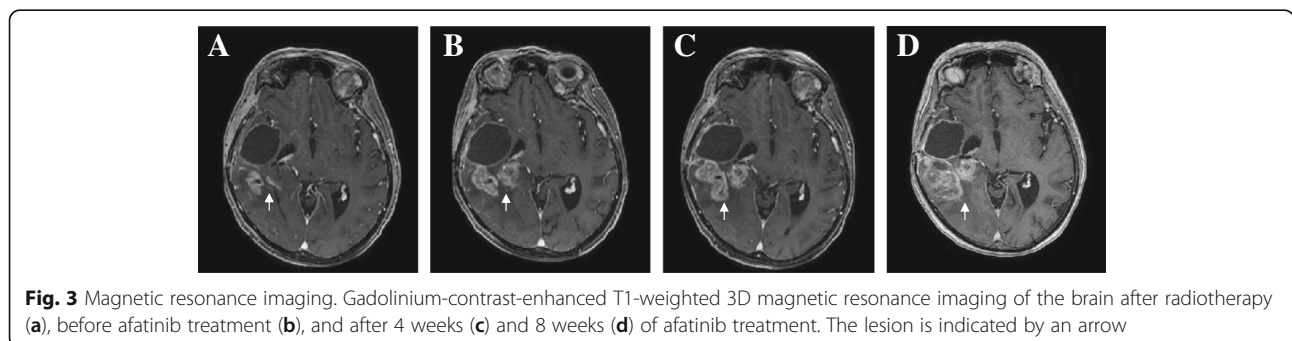 A B C D
Fig. 3 Magnetic resonance imaging. Gadolinium-contrast-enhanced T1-weighted 3D magnetic resonance imaging of the brain after radiotherapy
(a), before afatinib treatment (b), and after 4 weeks (c) and 8 weeks (d) of afatinib treatment. The lesion is indicated by an arrow